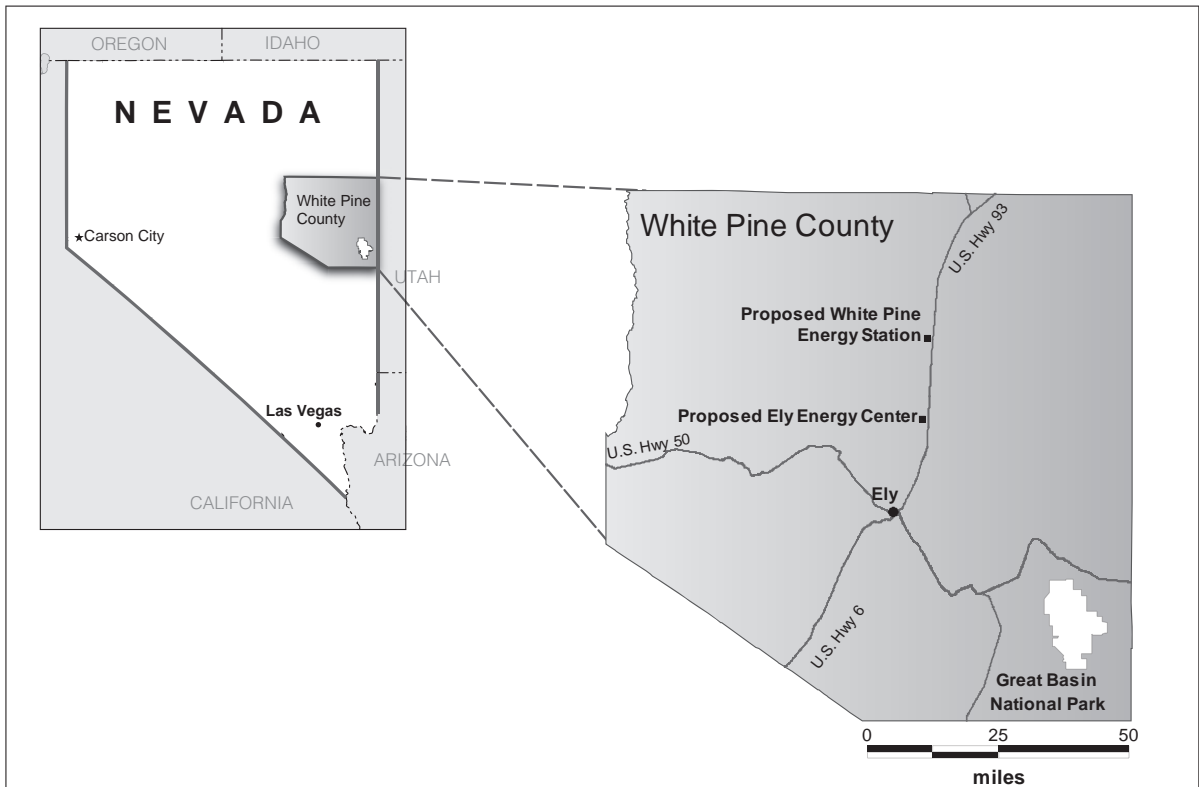 OREGON
IDAHO
N E V A D A
White Pine
County
★Carson City
UTAH
Las Vegas
ARIZONA
CALIFORNIA
White Pine County
U.S. Hwy 93
Proposed White Pine
Energy Station
Proposed Ely Energy Center
U.S. Hwy 50
Ely
U.S. Hwy 6
Great Basin
National Park
0 25 50
miles